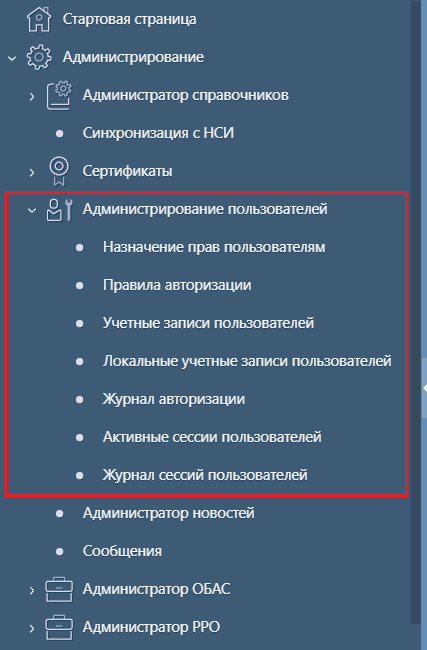 Стартовая страница
Администрирование
Администратор справочников
Синхронизация с НСИ
Сертификаты
Администрирование пользователей
Назначение прав пользователям
Правила авторизации
Учетные записи пользователей
Локальные учетные записи пользователей
Журнал авторизации
Активные сессии пользователей
Журнал сессий пользователей
Администратор новостей
Сообщения
Администратор ОБАС
Администратор РРО